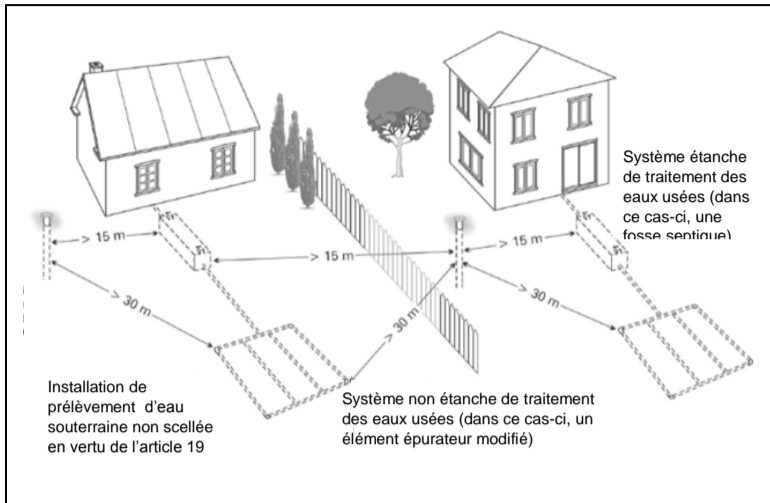 Système étanche
de traitement des
eaux usées (dans
ce cas-ci, une
fosse septique)
> 15 m
> 15 m
> 15 m
> 30 m
> 30 m
> 30 m
Installation de
prélèvement d'eau
souterraine non scellée
en vertu de l'article 19
Système non étanche de traitement
des eaux usées (dans ce cas-ci, un
élément épurateur modifié)